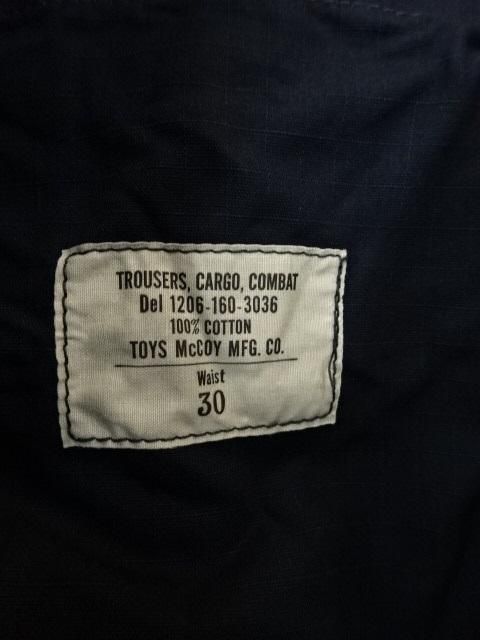 TROUSERS, CARGO, COMBAT
Del 1206-160-3036
100% COTTON
TOYS McCOY MFG. CO.
Waist
30